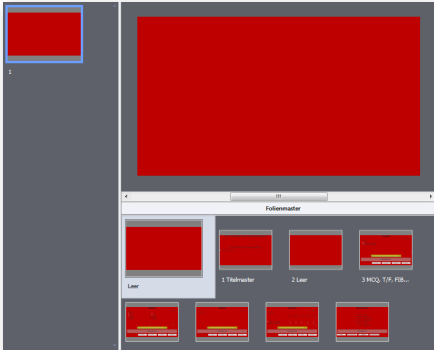 1
Folienmaster
Leer
1 Titelmaster
2 Leer
3 MCQ, T/F, FIB...